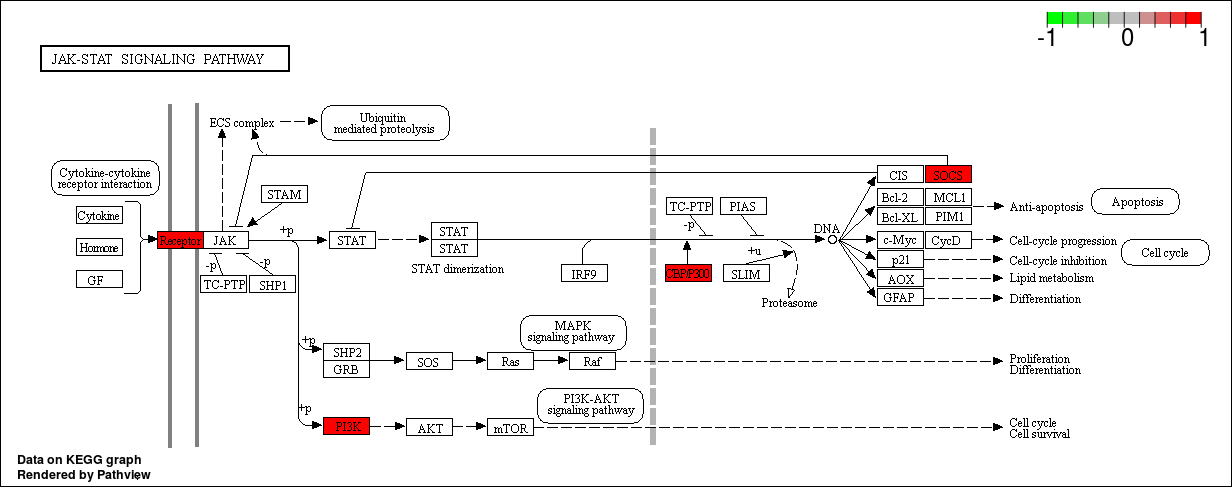 -1 0 1
JAK-STAT SIGNALING PATHWAY
ECS complex
Ubiquitin
mediated proteolysis
Cytokine-cytokine
receptor interaction
Cytokine
Hormone
GF
Receptor
JAK
STAM
-p
-p
TC-PTP
SHP1
+p
STAT
STAT
STAT
STAT dimerization
IRF9
TC-PTP
PIAS
-p
CBP/P300
+u
SLIM
Proteasome
DNA
CIS
SOCS
Bcl-2
MCL1
Bcl-XL
PIM1
c-Myc
CycD
p21
AOX
GFAP
Anti-apoptosis
Apoptosis
Cell-cycle progression
Cell-cycle inhibition
Cell cycle
Lipid metabolism
Differentiation
+p
SHP2
GRB
SOS
Ras
Raf
MAPK
signaling pathway
Proliferation
Differentiation
+p
PI3K
AKT
mTOR
PI3K-AKT
signaling pathway
Cell cycle
Cell survival
Data on KEGG graph
Rendered by Pathview